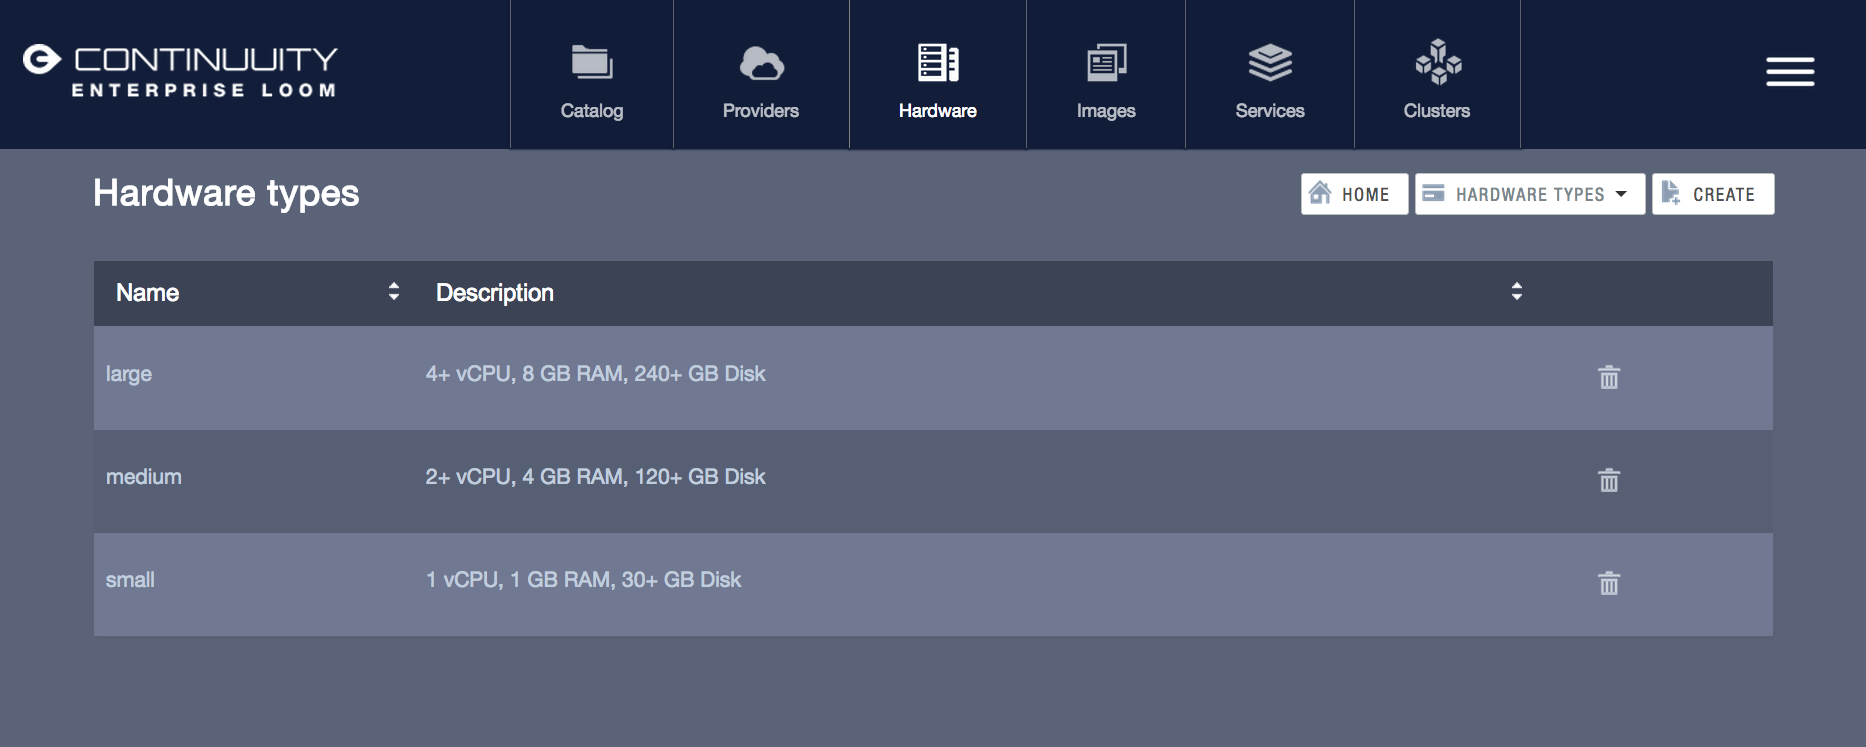 CONTINUUITY
ENTERPRISE LOOM
Catalog
Providers
Hardware
Images
Services
Clusters
Hardware types
HOME
HARDWARE TYPES
CREATE
Name
Description
large
4+ vCPU, 8 GB RAM, 240+ GB Disk
medium
2+ vCPU, 4 GB RAM, 120+ GB Disk
small
1 vCPU, 1 GB RAM, 30+ GB Disk